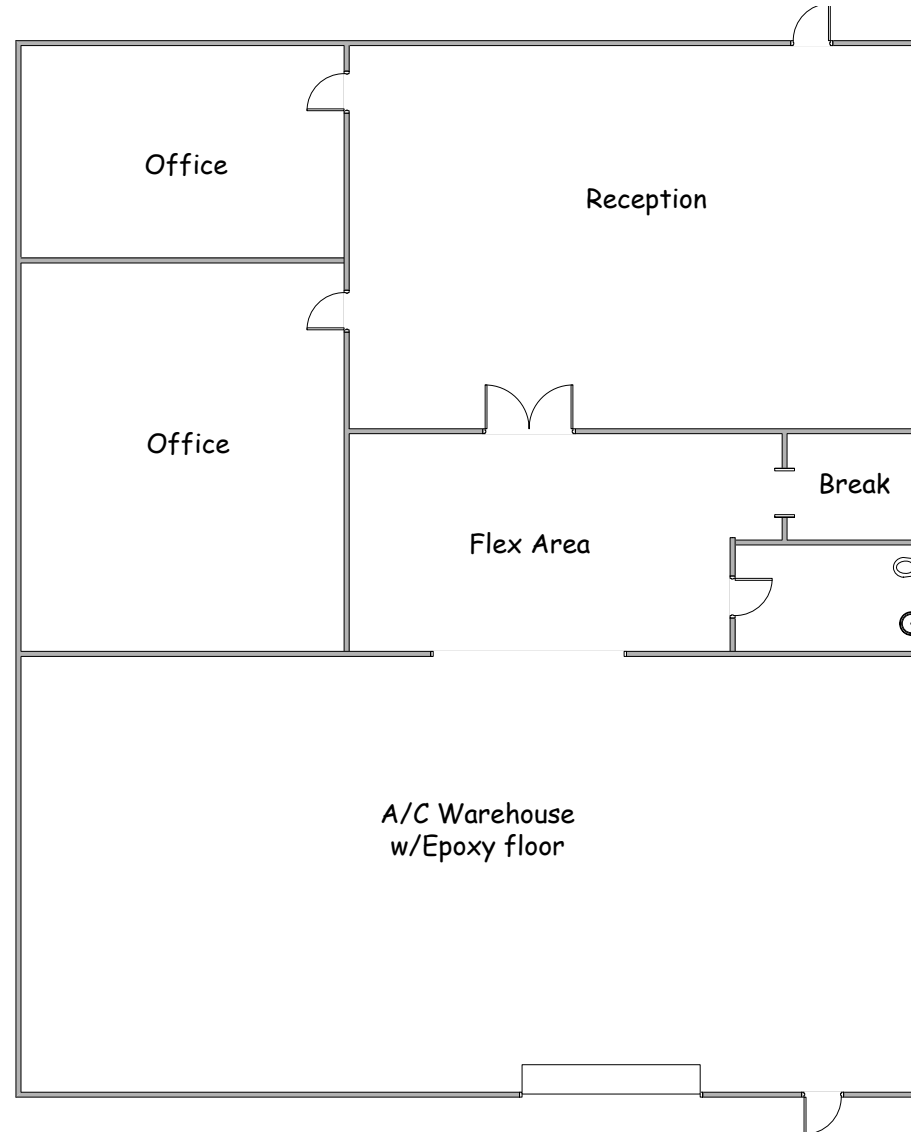 Office
Reception
Office
Break
Flex Area
A/C Warehouse
w/Epoxy floor